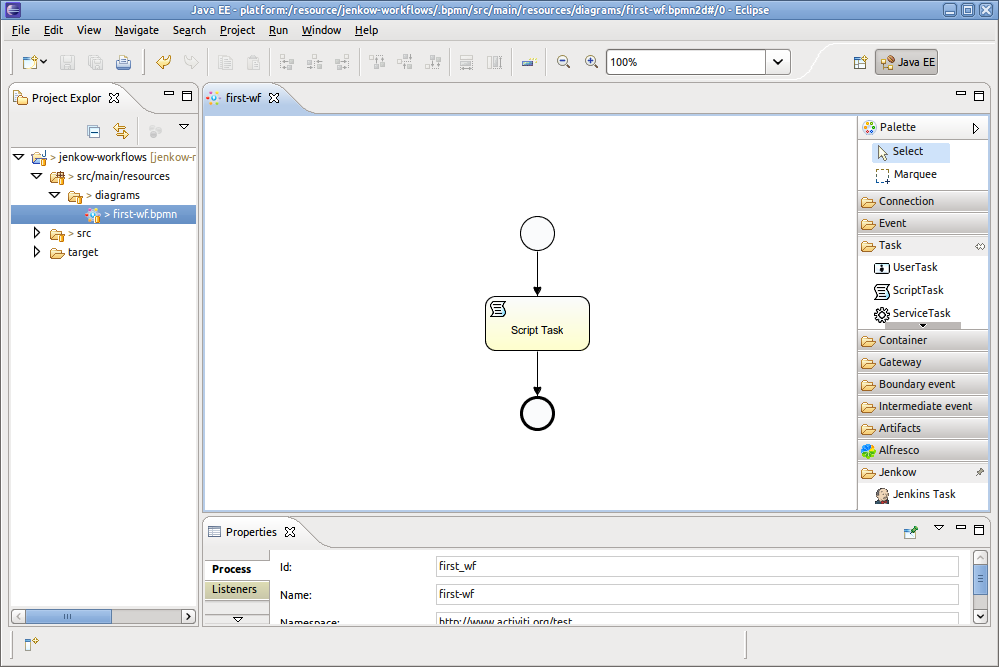 Java EE - platform:/resource/jenkow-workflows/.bpmn/src/main/resources/diagrams/first-wf.bpmn2d#/0 - Eclipse
File Edit View Navigate Search Project Run Window Help
100%
Java EE
Project Explor
first-wf
> jenkow-workflows [jenkow-r
> src/main/resources
> diagrams
> first-wf.bpmn
> src
target
Script Task
Palette
Select
Marquee
Connection
Event
Task
UserTask
ScriptTask
ServiceTask
Container
Gateway
Boundary event
Intermediate event
Artifacts
Alfresco
Jenkow
Jenkins Task
Properties
Process
Listeners
Id: first_wf
Name: first-wf
Namespace: http://www.activiti.org/test